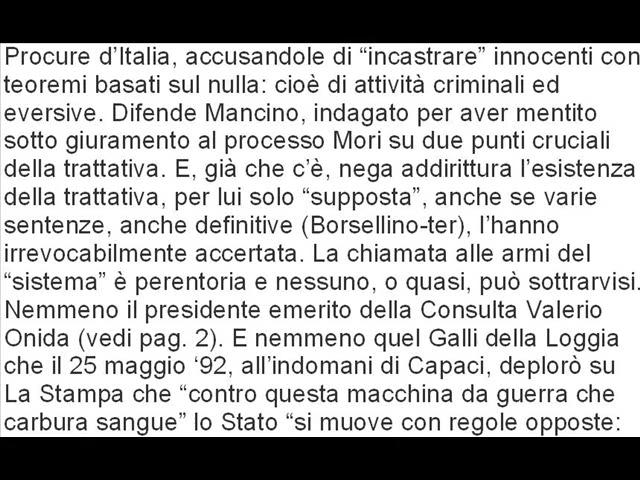 Procure d’Italia, accusandole di “incastrare” innocenti con
teoremi basati sul nulla: cioè di attività criminali ed
eversive. Difende Mancino, indagato per aver mentito
sotto giuramento al processo Mori su due punti cruciali
della trattativa. E, già che c’è, nega addirittura l’esistenza
della trattativa, per lui solo “supposta”, anche se varie
sentenze, anche definitive (Borsellino-ter), l’hanno
irrevocabilmente accertata. La chiamata alle armi del
“sistema” è perentoria e nessuno, o quasi, può sottrarvisi.
Nemmeno il presidente emerito della Consulta Valerio
Onida (vedi pag. 2). E nemmeno quel Galli della Loggia
che il 25 maggio ‘92, all’indomani di Capaci, deplorò su
La Stampa che “contro questa macchina da guerra che
carbura sangue” lo Stato “si muove con regole opposte: